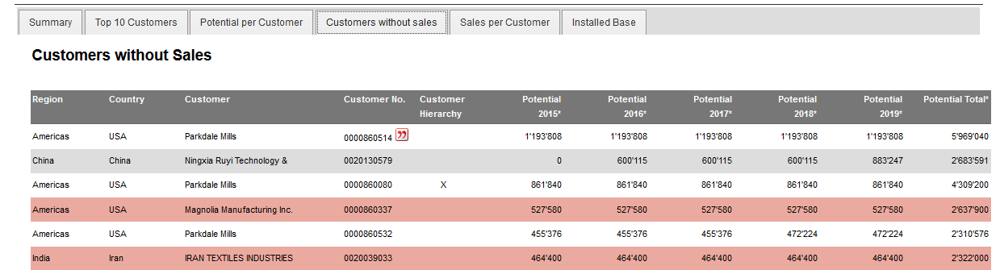 Summary Top 10 Customers Potential per Customer Customers without sales Sales per Customer Installed Base
Customers without Sales
Region Country Customer Customer No. Customer Hierarchy Potential 2015* Potential 2016* Potential 2017* Potential 2018* Potential 2019* Potential Total*
Americas USA Parkdale Mills 0000860514 1'193'808 1'193'808 1'193'808 1'193'808 1'193'808 5'969'040
China China Ningxia Ruyi Technology & 0020130579 0 600'115 600'115 600'115 883'247 2'683'591
Americas USA Parkdale Mills 0000860080 X 861'840 861'840 861'840 861'840 861'840 4'309'200
Americas USA Magnolia Manufacturing Inc. 0000860337 527'580 527'580 527'580 527'580 527'580 2'637'900
Americas USA Parkdale Mills 0000860532 455'376 455'376 455'376 472'224 472'224 2'310'576
India Iran IRAN TEXTILES INDUSTRIES 0020039033 464'400 464'400 464'400 464'400 464'400 2'322'000